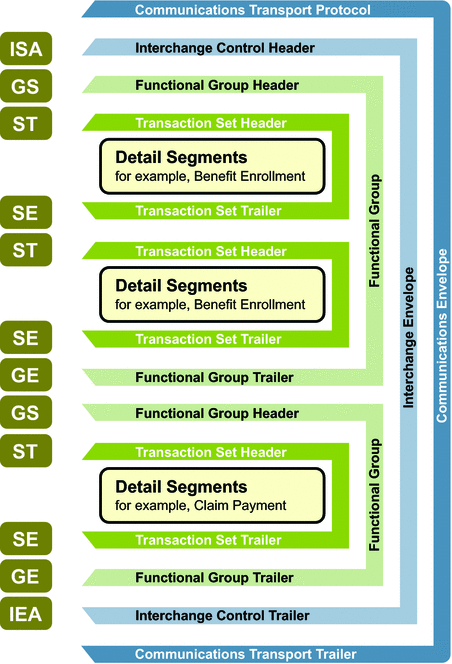 Communications Transport Protocol
ISA Interchange Control Header
GS Functional Group Header
ST Transaction Set Header
Detail Segments
for example, Benefit Enrollment
SE Transaction Set Trailer
ST Transaction Set Header
Detail Segments
for example, Benefit Enrollment
SE Transaction Set Trailer
GE Functional Group Trailer
Functional Group
GS Functional Group Header
ST Transaction Set Header
Detail Segments
for example, Claim Payment
SE Transaction Set Trailer
GE Functional Group Trailer
Functional Group
IEA Interchange Control Trailer
Interchange Envelope
Communications Transport Trailer
Communications Envelope